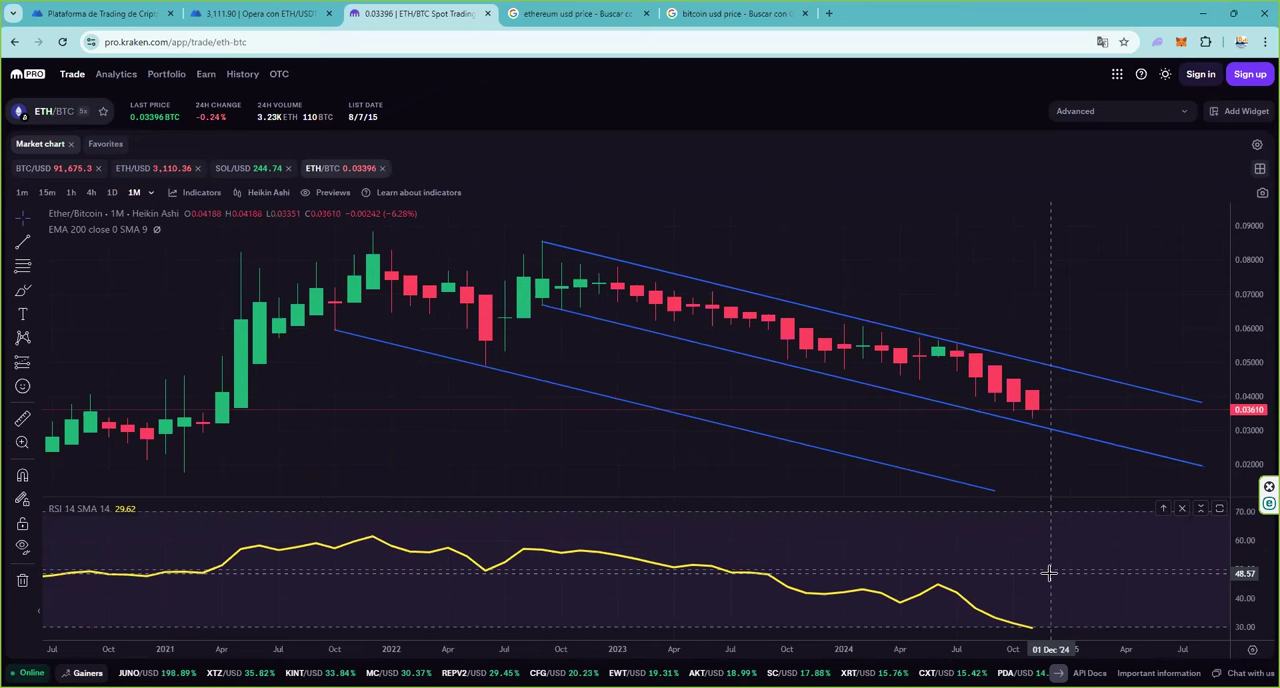 Plataforma de Trading de Cripto
3,111.90 | Opera con ETH/USDT
0.03396 | ETH/BTC Spot Trading
ethereum usd price - Buscar co
bitcoin usd price - Buscar con G
pro.kraken.com/app/trade/eth-btc
PRO Trade Analytics Portfolio Earn History OTC Sign in Sign up
ETH/BTC 5x
LAST PRICE 24H CHANGE 24H VOLUME LIST DATE
0.03396 BTC -0.24% 3.23K ETH 110 BTC 8/7/15
Advanced Add Widget
Market chart Favorites
BTC/USD 91,675.3 ETH/USD 3,110.36 SOL/USD 244.74 ETH/BTC 0.03396
1m 15m 1h 4h 1D 1M Indicators Heikin Ashi Previews Learn about indicators
Ether/Bitcoin · 1M · Heikin Ashi O0.04188 H0.04188 L0.03351 C0.03610 −0.00242 (−6.28%)
EMA 200 close 0 SMA 9 Ø
0.09000
0.08000
0.07000
0.06000
0.05000
0.04000
0.03610
0.03000
0.02000
RSI 14 SMA 14 29.62
70.00
60.00
48.57
40.00
30.00
Jul Oct 2021 Apr Jul Oct 2022 Apr Jul Oct 2023 Apr Jul Oct 2024 Apr Jul Oct 01 Dec '24 5 Apr Jul
Online Gainers JUNO/USD 198.89% XTZ/USD 35.82% KINT/USD 33.84% MC/USD 30.37% REPV2/USD 29.45% CFG/USD 20.23% EWT/USD 19.31% AKT/USD 18.99% SC/USD 17.88% XRT/USD 15.76% CXT/USD 15.42% PDA/USD 14. API Docs Important information Chat with us